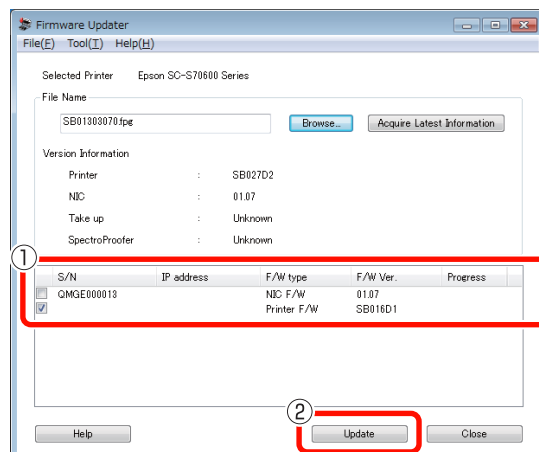 Firmware Updater
File(F) Tool(T) Help(H)
Selected Printer Epson SC-S70600 Series
File Name
SB01303070.fpg Browse... Acquire Latest Information
Version Information
Printer : SB027D2
NIC : 01.07
Take up : Unknown
SpectroProofer : Unknown
①
S/N IP address F/W type F/W Ver. Progress
QMGE000013 NIC F/W 01.07
Printer F/W SB016D1
②
Help Update Close